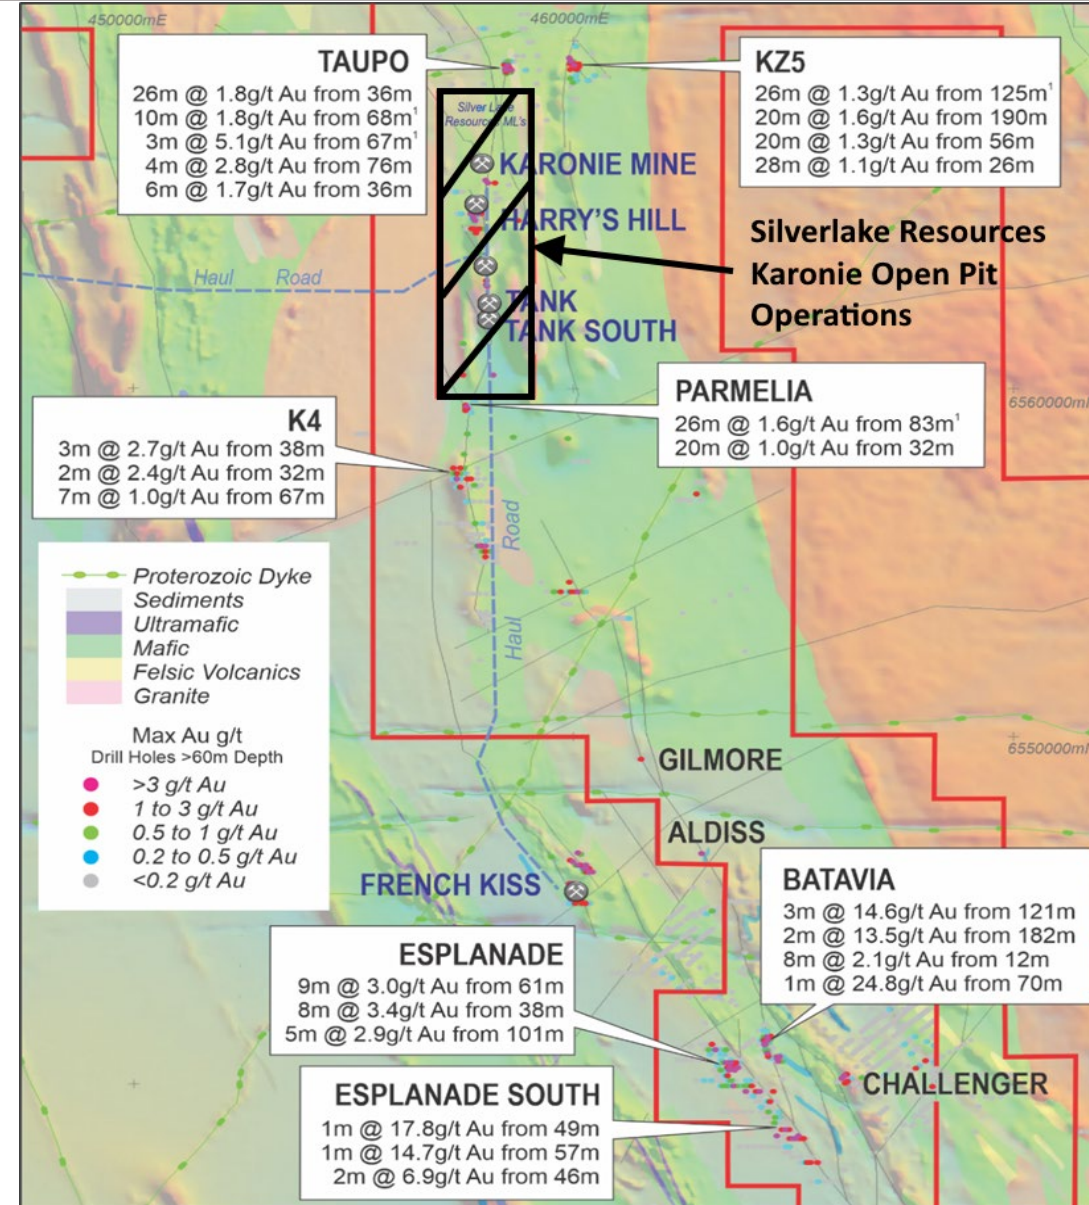 450000mE
460000mE
TAUPO
26m @ 1.8g/t Au from 36m
10m @ 1.8g/t Au from 68m¹
3m @ 5.1g/t Au from 67m¹
4m @ 2.8g/t Au from 76m
6m @ 1.7g/t Au from 36m
KZ5
26m @ 1.3g/t Au from 125m¹
20m @ 1.6g/t Au from 190m
20m @ 1.3g/t Au from 56m
28m @ 1.1g/t Au from 26m
Silver Lake
Resources ML's
KARONIE MINE
HARRY'S HILL
Silverlake Resources
Karonie Open Pit
Operations
Haul Road
TANK
TANK SOUTH
PARMELIA
26m @ 1.6g/t Au from 83m¹
20m @ 1.0g/t Au from 32m
6560000m
K4
3m @ 2.7g/t Au from 38m
2m @ 2.4g/t Au from 32m
7m @ 1.0g/t Au from 67m
Haul Road
Proterozoic Dyke
Sediments
Ultramafic
Mafic
Felsic Volcanics
Granite
Max Au g/t
Drill Holes >60m Depth
>3 g/t Au
1 to 3 g/t Au
0.5 to 1 g/t Au
0.2 to 0.5 g/t Au
<0.2 g/t Au
6550000m
GILMORE
ALDISS
FRENCH KISS
BATAVIA
3m @ 14.6g/t Au from 121m
2m @ 13.5g/t Au from 182m
8m @ 2.1g/t Au from 12m
1m @ 24.8g/t Au from 70m
ESPLANADE
9m @ 3.0g/t Au from 61m
8m @ 3.4g/t Au from 38m
5m @ 2.9g/t Au from 101m
CHALLENGER
ESPLANADE SOUTH
1m @ 17.8g/t Au from 49m
1m @ 14.7g/t Au from 57m
2m @ 6.9g/t Au from 46m